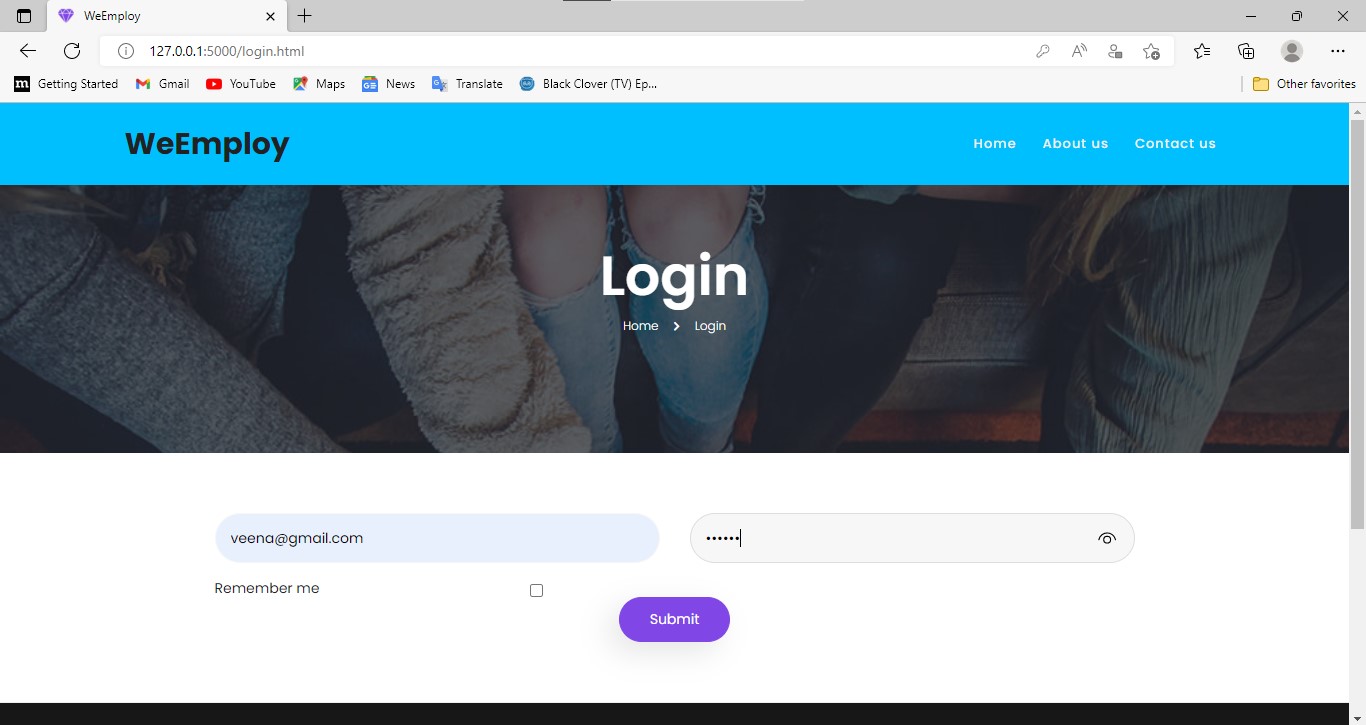 WeEmploy
127.0.0.1:5000/login.html
Getting Started Gmail YouTube Maps News Translate Black Clover (TV) Ep... Other favorites
WeEmploy Home About us Contact us
Login
Home Login
veena@gmail.com ••••••
Remember me
Submit